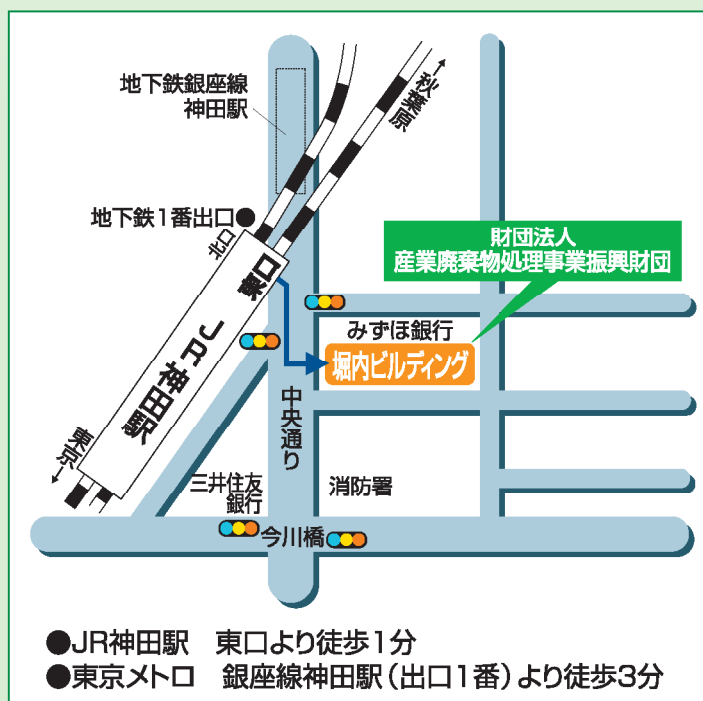 地下鉄銀座線
神田駅
↑秋葉原
地下鉄1番出口●
北口
東口
財団法人
産業廃棄物処理事業振興財団
みずほ銀行
堀内ビルディング
JR神田駅
中央通り
東京↓
三井住友
銀行
消防署
今川橋
●JR神田駅 東口より徒歩1分
●東京メトロ 銀座線神田駅(出口1番)より徒歩3分